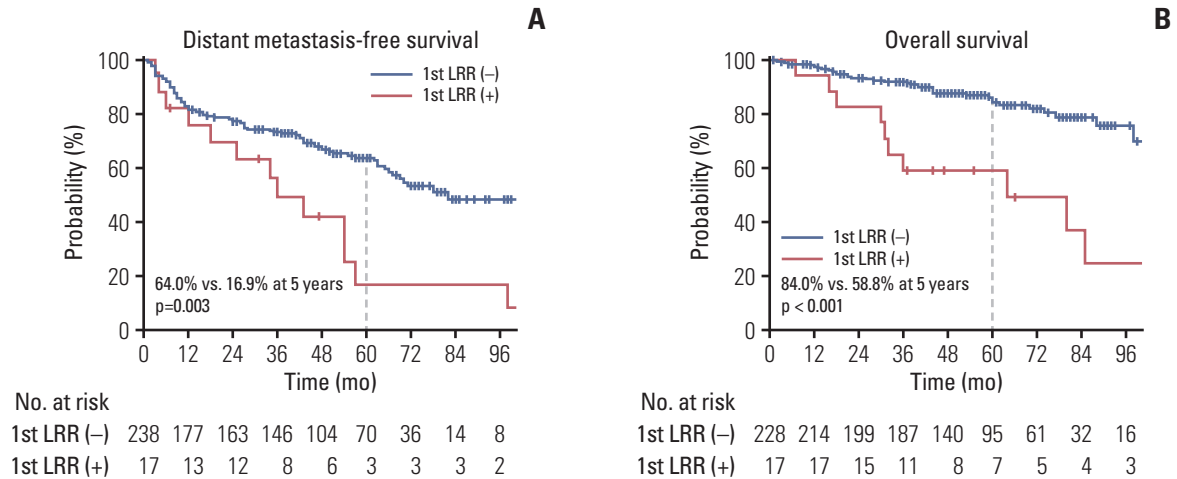 A
Distant metastasis-free survival
1st LRR (−)
1st LRR (+)
Probability (%)
100
80
60
40
20
0
64.0% vs. 16.9% at 5 years
p=0.003
0 12 24 36 48 60 72 84 96
Time (mo)
No. at risk
1st LRR (−) 238 177 163 146 104 70 36 14 8
1st LRR (+) 17 13 12 8 6 3 3 3 2
B
Overall survival
Probability (%)
100
80
60
40
20
0
1st LRR (−)
1st LRR (+)
84.0% vs. 58.8% at 5 years
p < 0.001
0 12 24 36 48 60 72 84 96
Time (mo)
No. at risk
1st LRR (−) 228 214 199 187 140 95 61 32 16
1st LRR (+) 17 17 15 11 8 7 5 4 3